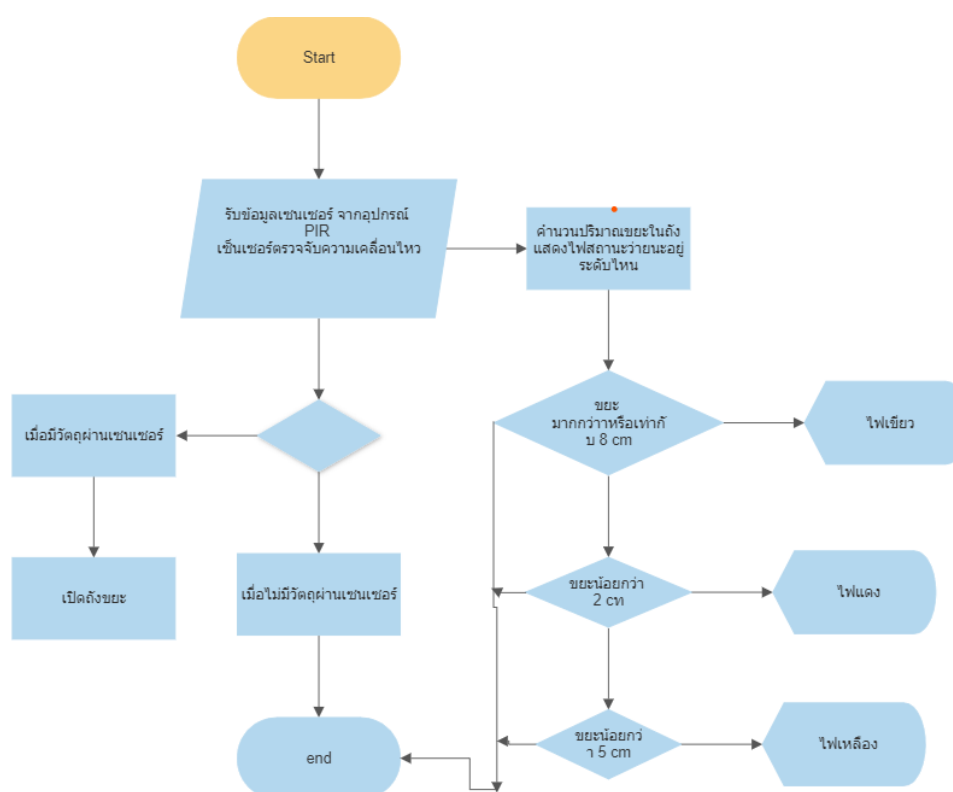 Start
รับข้อมูลเซนเซอร์ จากอุปกรณ์
PIR
เซ็นเซอร์ตรวจจับความเคลื่อนไหว
คำนวนปริมาณขยะในถัง
แสดงไฟสถานะว่ายนะอยู่
ระดับไหน
ขยะ
มากกว่าาหรือเท่ากั
บ 8 cm
ไฟเขียว
เมื่อมีวัตถุผ่านเซนเซอร์
เปิดถังขยะ
เมื่อไม่มีวัตถุผ่านเซนเซอร์
ขยะน้อยกว่า
2 cท
ไฟแดง
ขยะน้อยกว่
า 5 cm
ไฟเหลือง
end